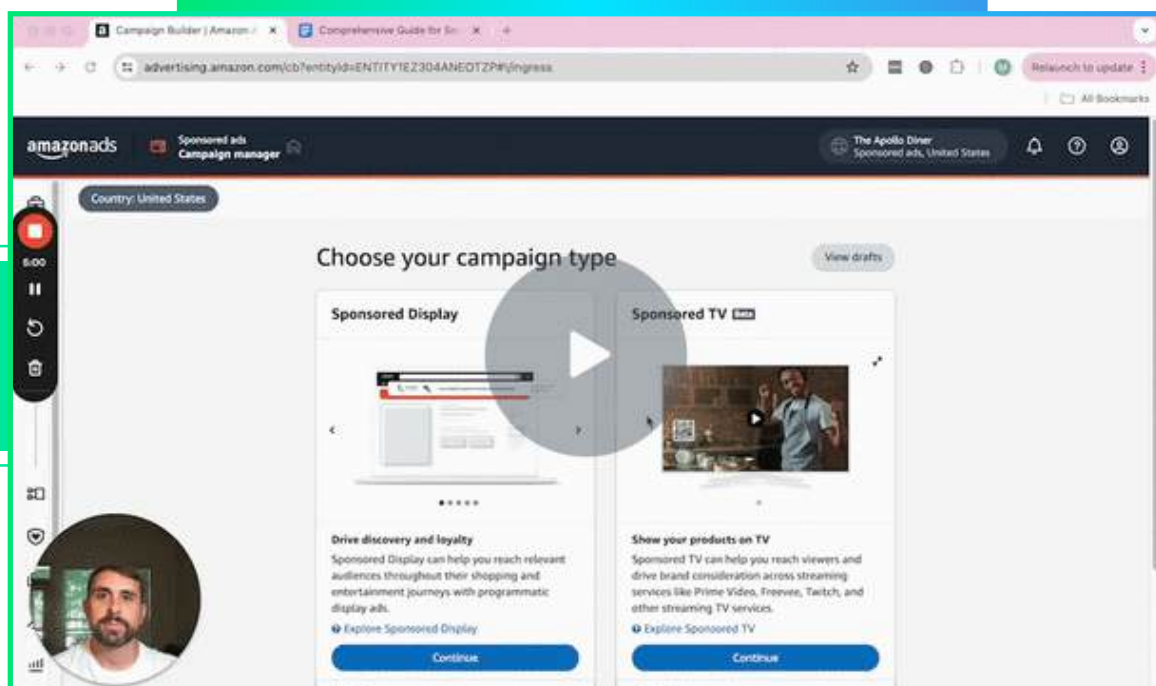 Campaign Builder | Amazon A
Comprehensive Guide for So
advertising.amazon.com/cb?entityId=ENTITY1EZ304ANEOTZP#/ingress
Relaunch to update
All Bookmarks
amazonads
Sponsored ads
Campaign manager
The Apollo Diner
Sponsored ads, United States
Country: United States
5:00
Choose your campaign type
View drafts
Sponsored Display
Sponsored TV Beta
Drive discovery and loyalty
Sponsored Display can help you reach relevant
audiences throughout their shopping and
entertainment journeys with programmatic
display ads.
Explore Sponsored Display
Continue
Show your products on TV
Sponsored TV can help you reach viewers and
drive brand consideration across streaming
services like Prime Video, Freevee, Twitch, and
other streaming TV services.
Explore Sponsored TV
Continue